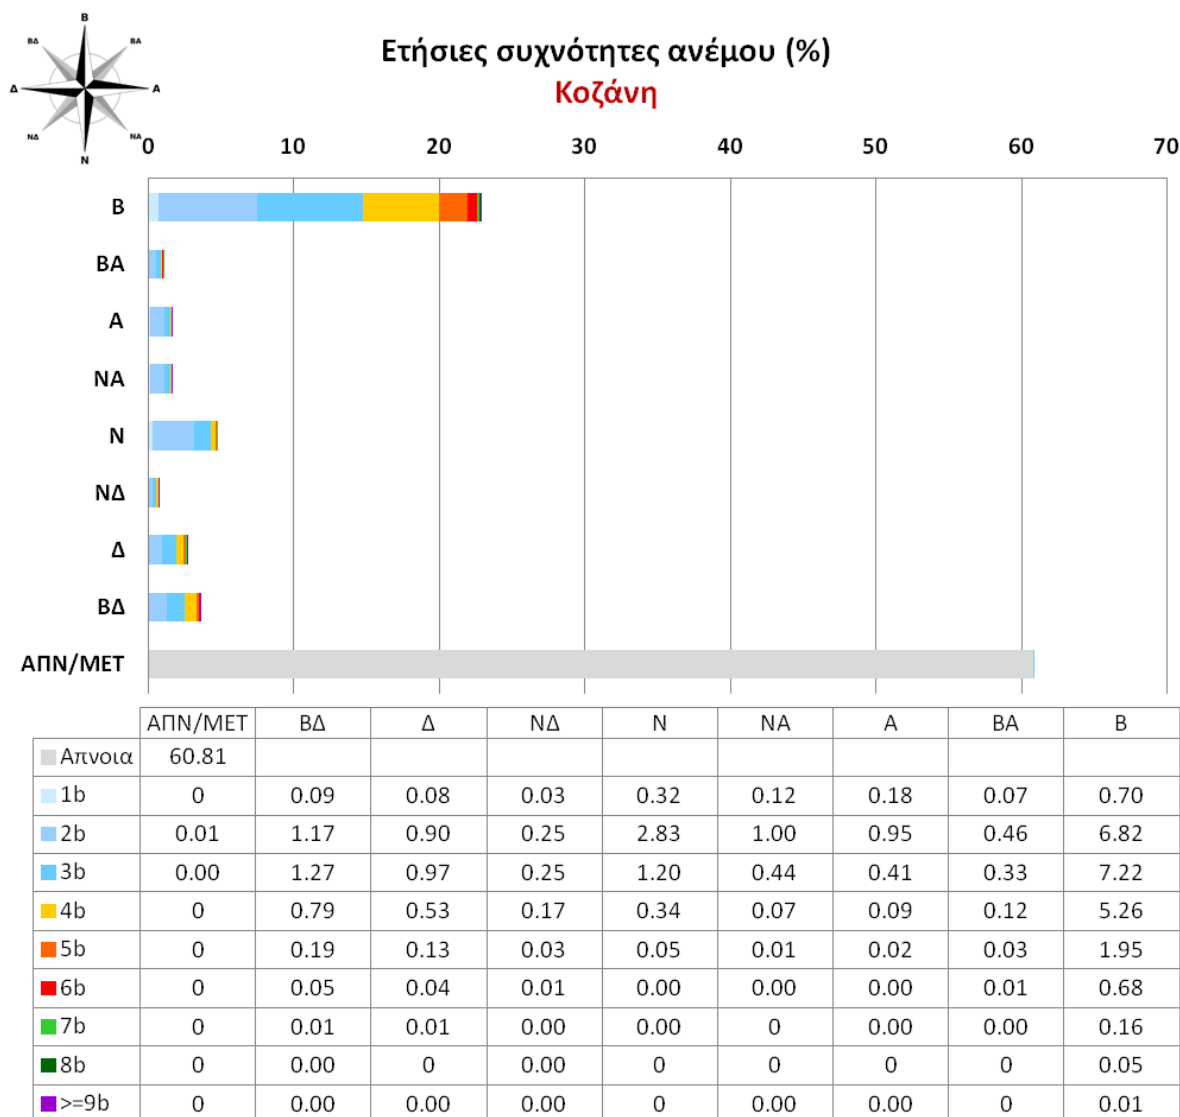 Β
ΒΔ ΒΑ
Δ Α
ΝΔ ΝΑ
Ν
Ετήσιες συχνότητες ανέμου (%)
Κοζάνη
0 10 20 30 40 50 60 70
Β
ΒΑ
Α
ΝΑ
Ν
ΝΔ
Δ
ΒΔ
ΑΠΝ/ΜΕΤ
ΑΠΝ/ΜΕΤ ΒΔ Δ ΝΔ Ν ΝΑ Α ΒΑ Β
Απνοια 60.81
1b 0 0.09 0.08 0.03 0.32 0.12 0.18 0.07 0.70
2b 0.01 1.17 0.90 0.25 2.83 1.00 0.95 0.46 6.82
3b 0.00 1.27 0.97 0.25 1.20 0.44 0.41 0.33 7.22
4b 0 0.79 0.53 0.17 0.34 0.07 0.09 0.12 5.26
5b 0 0.19 0.13 0.03 0.05 0.01 0.02 0.03 1.95
6b 0 0.05 0.04 0.01 0.00 0.00 0.00 0.01 0.68
7b 0 0.01 0.01 0.00 0.00 0 0.00 0.00 0.16
8b 0 0.00 0 0.00 0 0 0 0 0.05
>=9b 0 0.00 0.00 0.00 0 0.00 0.00 0 0.01